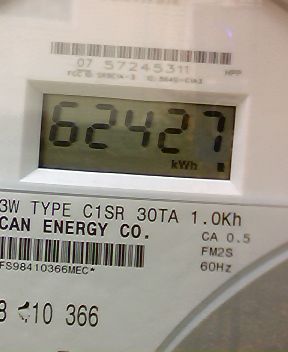 07 57245311 NPP
62427
kWh
3W TYPE C1SR 30TA 1.0Kh
CAN ENERGY CO.
CA 0.5
FM2S
FS98410366MEC*
60Hz
10 366